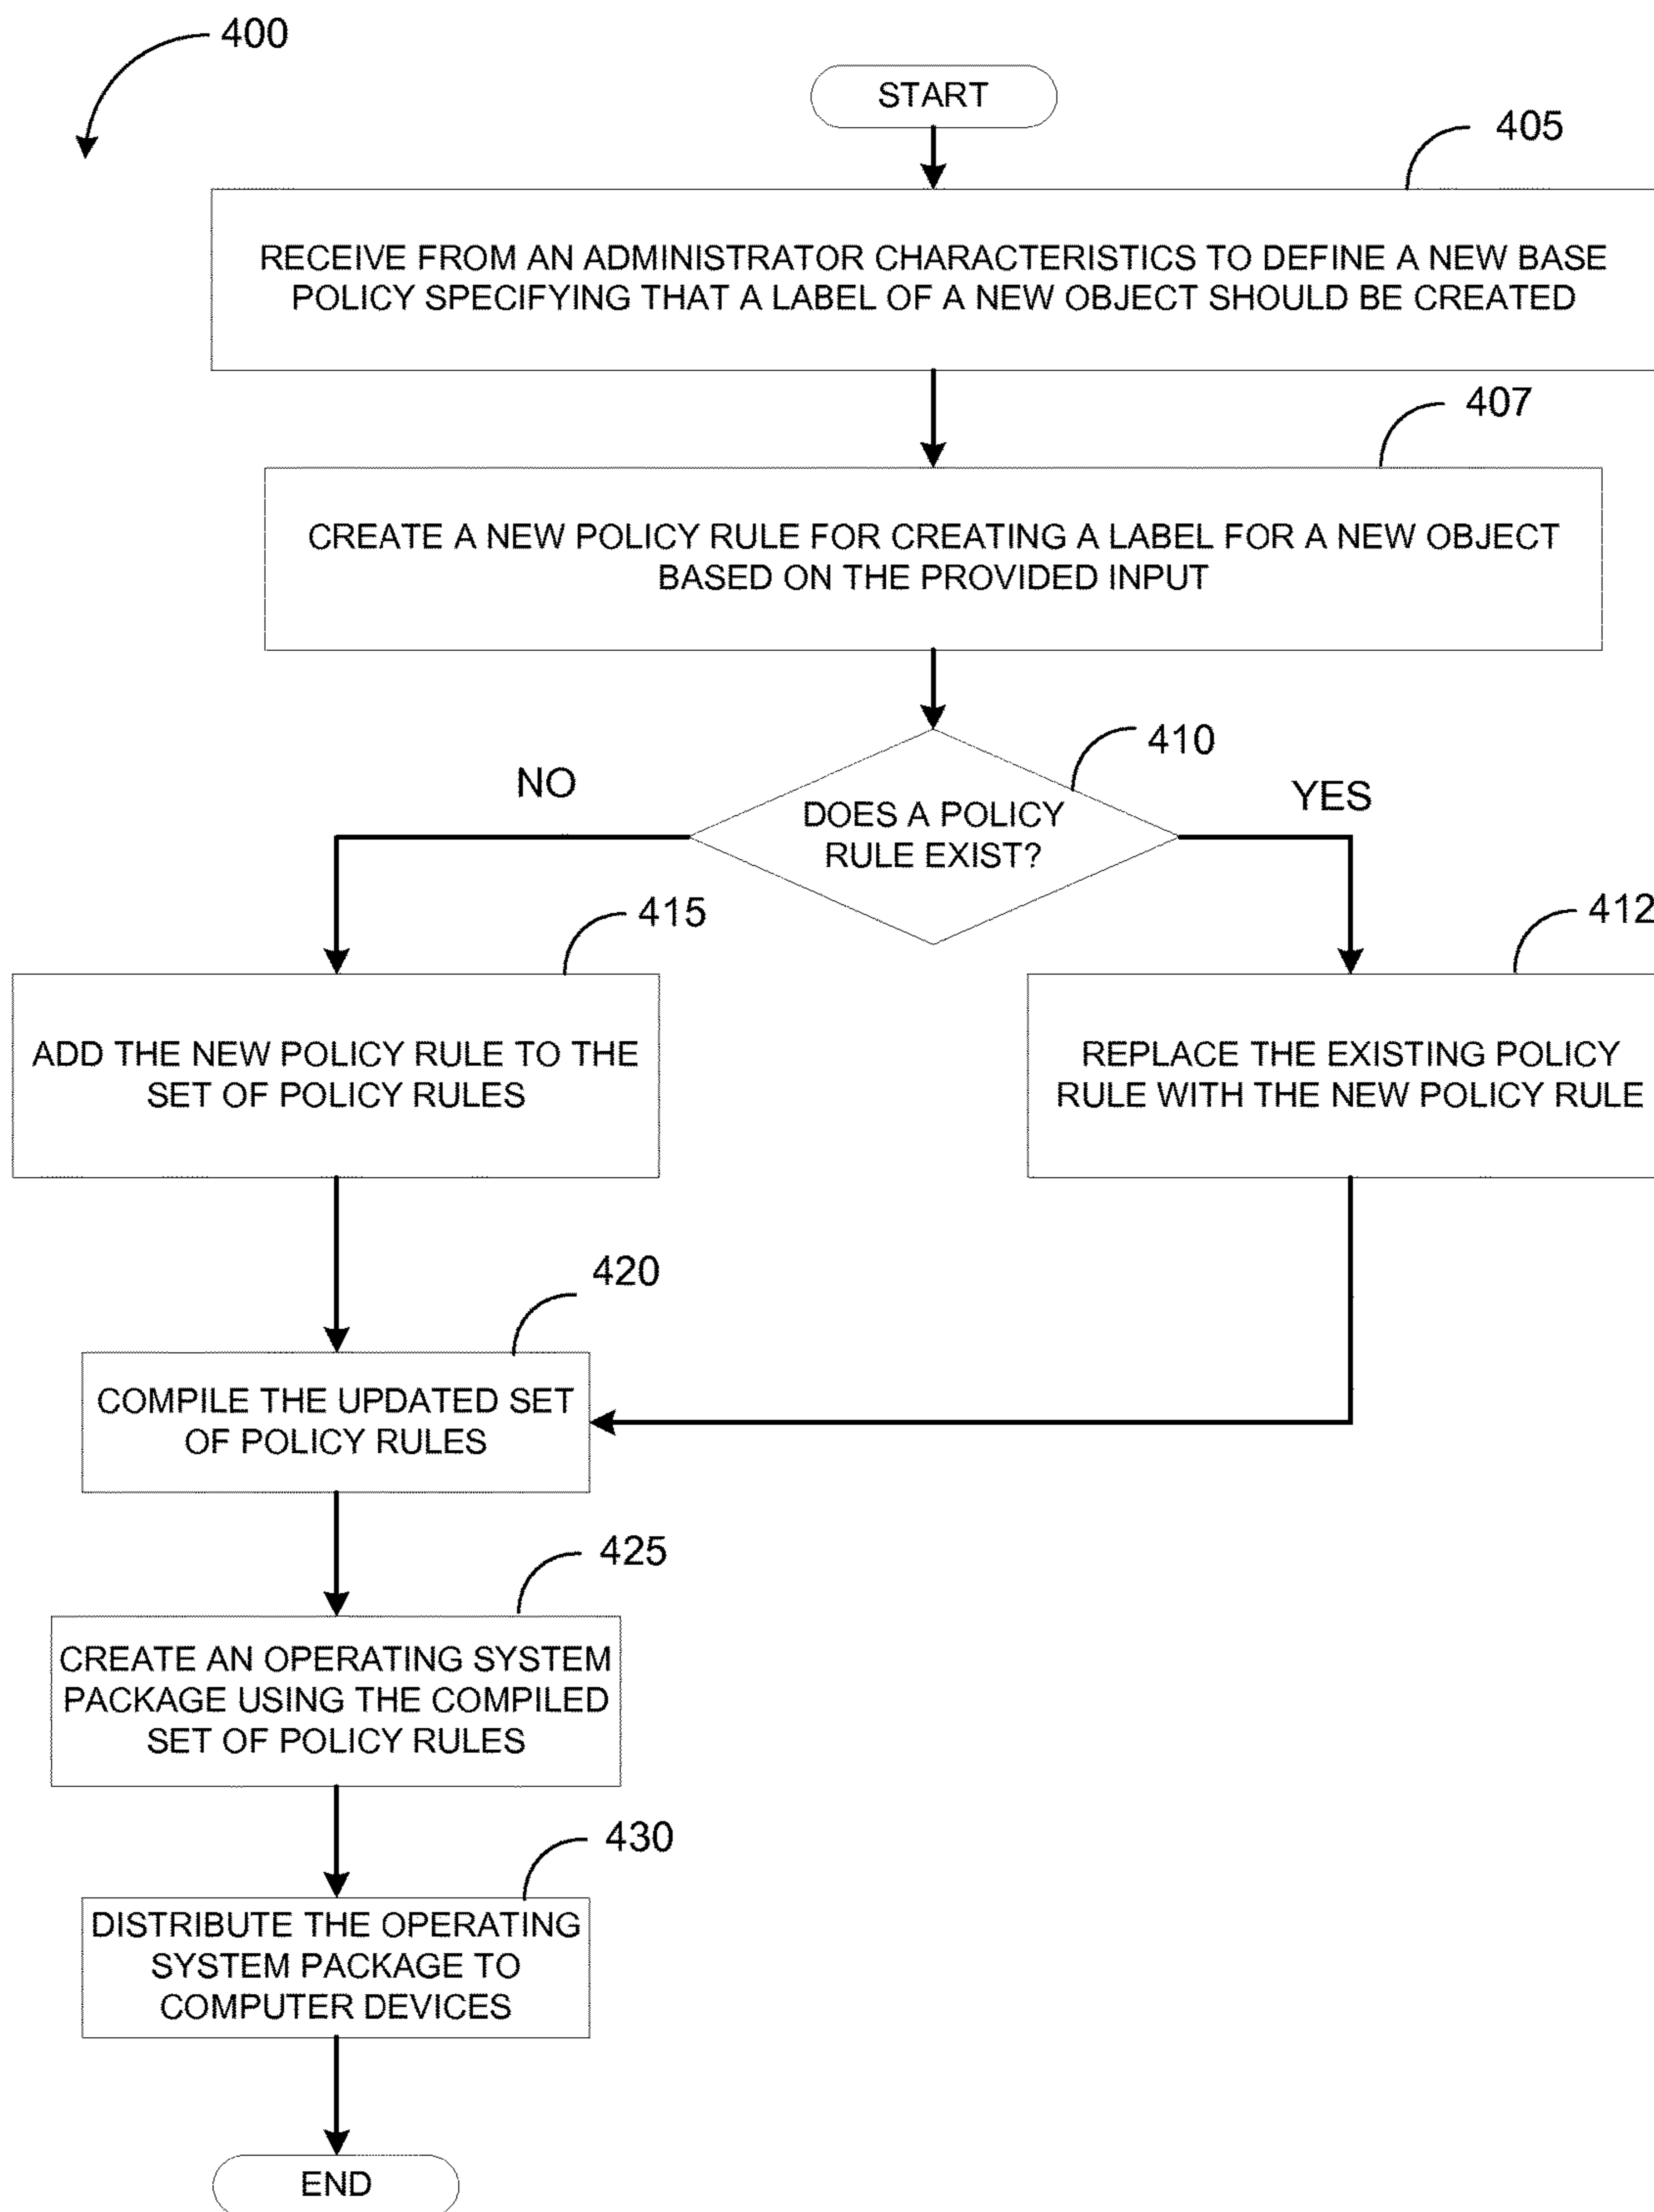 400
START
405
RECEIVE FROM AN ADMINISTRATOR CHARACTERISTICS TO DEFINE A NEW BASE
POLICY SPECIFYING THAT A LABEL OF A NEW OBJECT SHOULD BE CREATED
407
CREATE A NEW POLICY RULE FOR CREATING A LABEL FOR A NEW OBJECT
BASED ON THE PROVIDED INPUT
410
NO
YES
DOES A POLICY
RULE EXIST?
415
412
ADD THE NEW POLICY RULE TO THE
SET OF POLICY RULES
REPLACE THE EXISTING POLICY
RULE WITH THE NEW POLICY RULE
420
COMPILE THE UPDATED SET
OF POLICY RULES
425
CREATE AN OPERATING SYSTEM
PACKAGE USING THE COMPILED
SET OF POLICY RULES
430
DISTRIBUTE THE OPERATING
SYSTEM PACKAGE TO
COMPUTER DEVICES
END